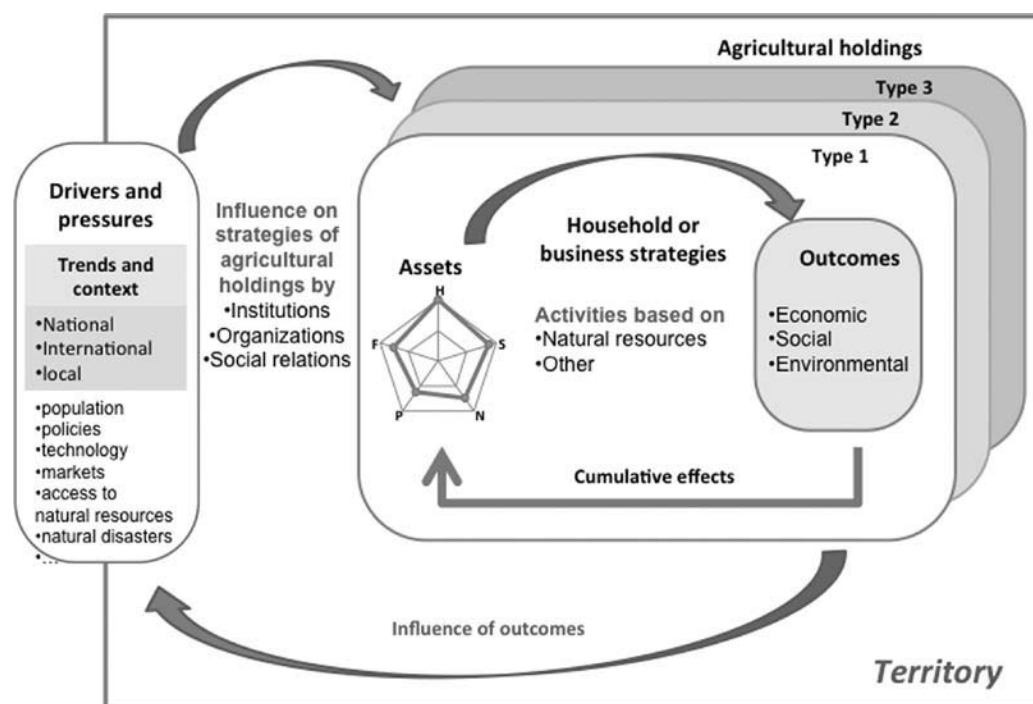 Agricultural holdings
Type 3
Type 2
Type 1
Drivers and
pressures
Trends and
context
•National
•International
•local
•population
•policies
•technology
•markets
•access to
natural resources
•natural disasters
•...
Influence on
strategies of
agricultural
holdings by
•Institutions
•Organizations
•Social relations
Assets
H
F
S
P
N
Household or
business strategies
Activities based on
•Natural resources
•Other
Outcomes
•Economic
•Social
•Environmental
Cumulative effects
Influence of outcomes
Territory